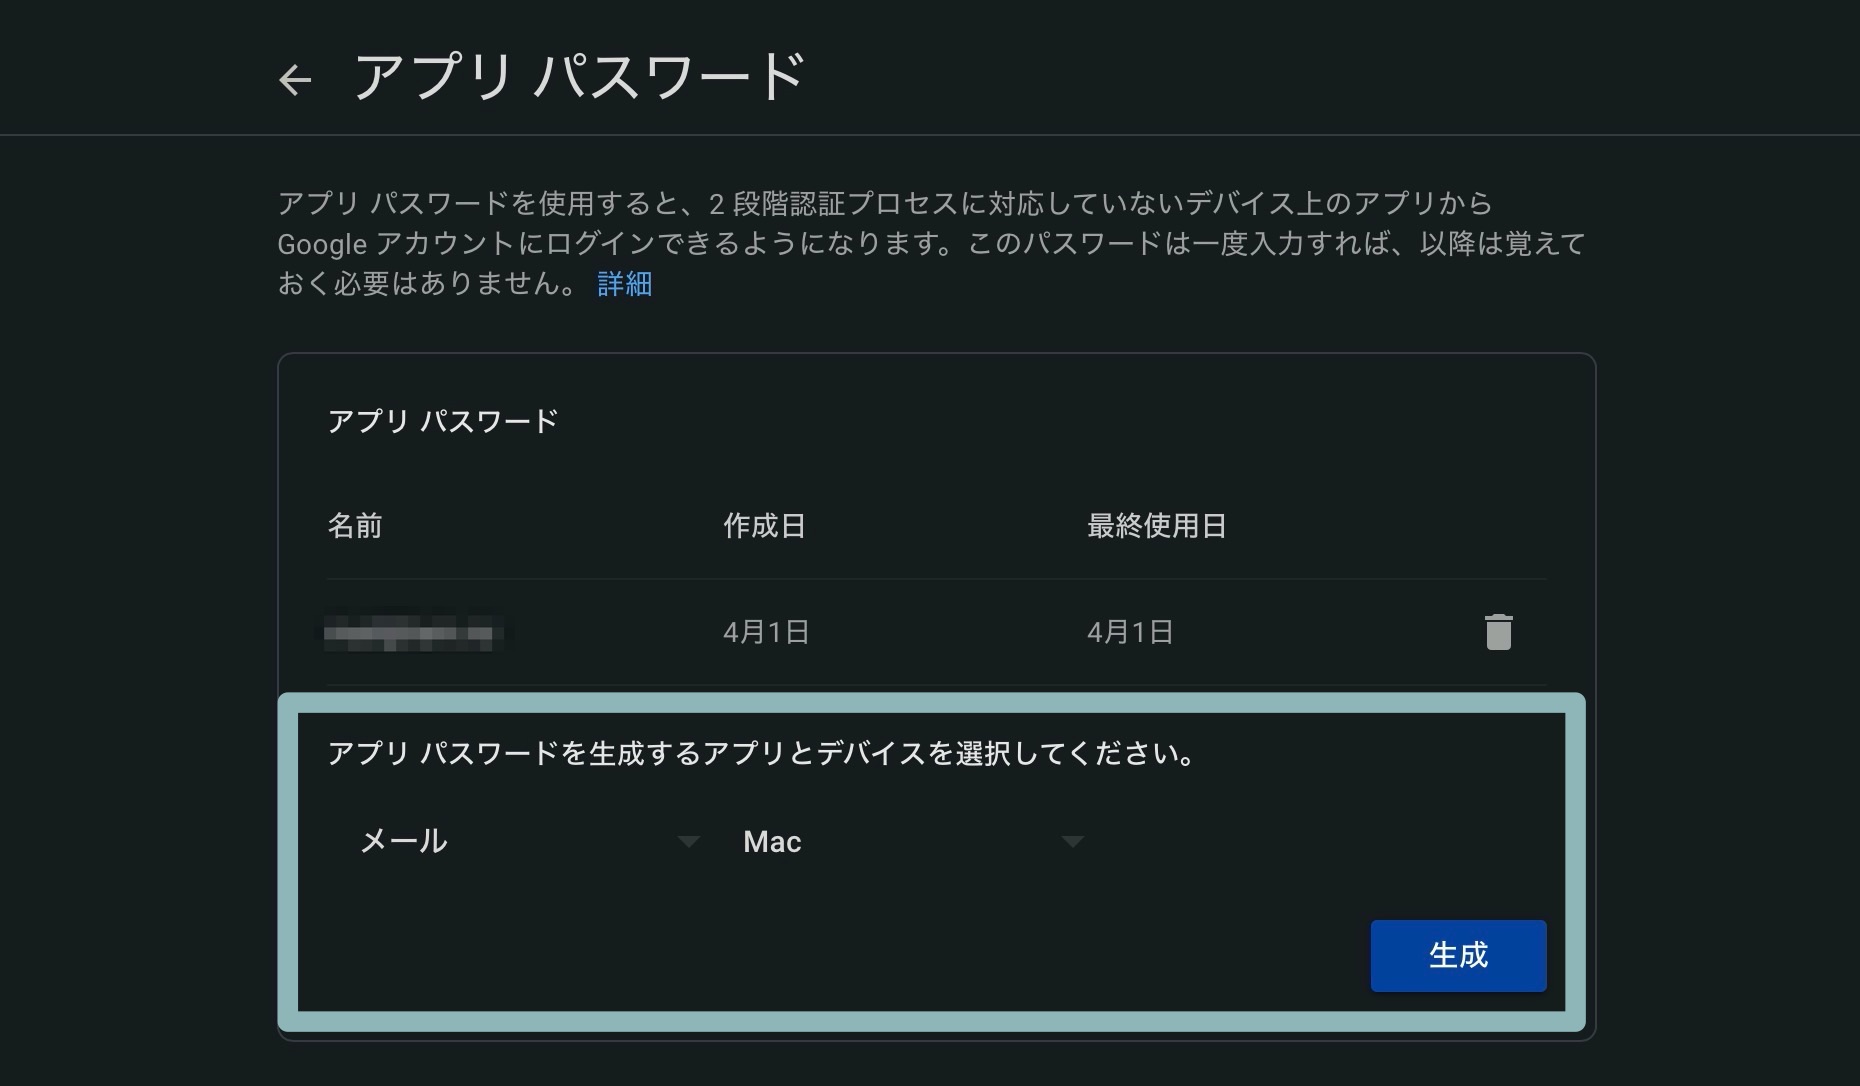 アプリ パスワード
アプリ パスワードを使用すると、2 段階認証プロセスに対応していないデバイス上のアプリから
Google アカウントにログインできるようになります。このパスワードは一度入力すれば、以降は覚えて
おく必要はありません。 詳細
アプリ パスワード
名前 作成日 最終使用日
4月1日 4月1日
アプリ パスワードを生成するアプリとデバイスを選択してください。
メール Mac
生成